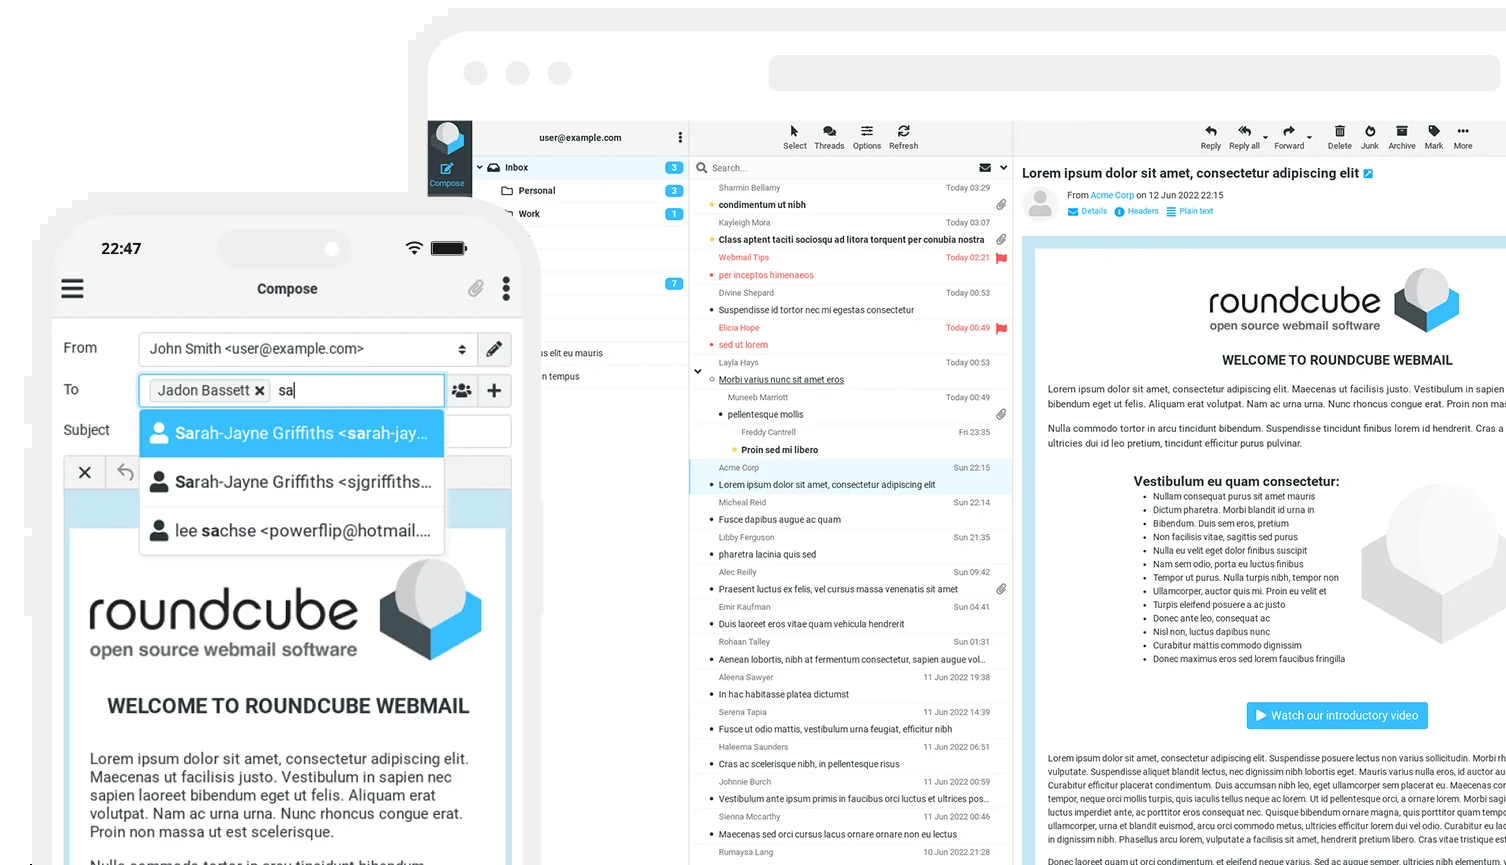 22:47
Compose
From
John Smith <user@example.com>
To
Jadon Bassett
sa
Subject
Sarah-Jayne Griffiths <sarah-jay...
Sarah-Jayne Griffiths <sjgriffiths...
lee sachse <powerflip@hotmail....
roundcube
open source webmail software
WELCOME TO ROUNDCUBE WEBMAIL
Lorem ipsum dolor sit amet, consectetur adipiscing elit.
Maecenas ut facilisis justo. Vestibulum in sapien nec
sapien laoreet bibendum eget ut felis. Aliquam erat
volutpat. Nam ac urna urna. Nunc rhoncus congue erat.
Proin non massa ut est scelerisque.
Compose
user@example.com
Inbox 3
Personal 3
Work 1
7
us elit eu mauris
n tempus
Select Threads Options Refresh
Search...
Sharmin Bellamy Today 03:29
condimentum ut nibh
Kayleigh Mora Today 03:07
Class aptent taciti sociosqu ad litora torquent per conubia nostra
Webmail Tips Today 02:21
per inceptos himenaeos
Divine Shepard Today 00:53
Suspendisse id tortor nec mi egestas consectetur
Elicia Hope Today 00:49
sed ut lorem
Layla Hays Today 00:53
Morbi varius nunc sit amet eros
Muneeb Marriott Today 00:49
pellentesque mollis
Freddy Cantrell Fri 23:35
Proin sed mi libero
Acme Corp Sun 22:15
Lorem ipsum dolor sit amet, consectetur adipiscing elit
Micheal Reid Sun 22:14
Fusce dapibus augue ac quam
Libby Ferguson Sun 21:35
pharetra lacinia quis sed
Alec Reilly Sun 09:42
Praesent luctus ex felis, vel cursus massa venenatis sit amet
Emir Kaufman Sun 04:41
Duis laoreet eros vitae quam vehicula hendrerit
Rohaan Talley Sun 01:31
Aenean lobortis, nibh at fermentum consectetur, sapien augue vol...
Aleena Sawyer 11 Jun 2022 19:38
In hac habitasse platea dictumst
Serena Tapia 11 Jun 2022 14:39
Fusce ut odio mattis, vestibulum urna feugiat, efficitur nibh
Haleema Saunders 11 Jun 2022 06:51
Cras ac scelerisque nibh, in pellentesque risus
Johnnie Burch 11 Jun 2022 00:59
Vestibulum ante ipsum primis in faucibus orci luctus et ultrices pos...
Sienna Mccarthy 11 Jun 2022 00:46
Maecenas sed orci cursus lacus ornare ornare non eu lectus
Rumaysa Lang 10 Jun 2022 21:28
Reply Reply all Forward Delete Junk Archive Mark More
Lorem ipsum dolor sit amet, consectetur adipiscing elit
From Acme Corp on 12 Jun 2022 22:15
Details Headers Plain text
roundcube
open source webmail software
WELCOME TO ROUNDCUBE WEBMAIL
Lorem ipsum dolor sit amet, consectetur adipiscing elit. Maecenas ut facilisis justo. Vestibulum in sapien
bibendum eget ut felis. Aliquam erat volutpat. Nam ac urna urna. Nunc rhoncus congue erat. Proin non mas
Nulla commodo tortor in arcu tincidunt bibendum. Suspendisse tincidunt finibus lorem id hendrerit. Cras a
ultricies dui id leo pretium, tincidunt efficitur purus pulvinar.
Vestibulum eu quam consectetur:
Nullam consequat purus sit amet mauris
Dictum pharetra. Morbi blandit id urna in
Bibendum. Duis sem eros, pretium
Non facilisis vitae, sagittis sed purus
Nulla eu velit eget dolor finibus suscipit
Nam sem odio, porta eu luctus finibus
Tempor ut purus. Nulla turpis nibh, tempor non
Ullamcorper, auctor quis mi. Proin eu velit et
Turpis eleifend posuere a ac justo
Donec ante leo, consequat ac
Nisl non, luctus dapibus nunc
Curabitur mattis commodo dignissim
Donec maximus eros sed lorem faucibus fringilla
Watch our introductory video
Lorem ipsum dolor sit amet, consectetur adipiscing elit. Suspendisse posuere lectus non varius sollicitudin. Morbi rh
vulputate. Suspendisse aliquet blandit lectus, nec dignissim nibh lobortis eget. Mauris varius nulla eros, id auctor au
Curabitur efficitur placerat condimentum. Duis accumsan nibh leo, eget ullamcorper sem placerat eu. Maecenas cor
tempor, neque orci mollis turpis, quis iaculis tellus neque ac lorem. Ut id pellentesque orci, a ornare lorem. Morbi sagi
luctus imperdiet ante, ac porttitor eros consequat nec. Quisque bibendum ornare magna, quis porttitor quam tempo
ullamcorper, urna et blandit euismod, arcu orci commodo metus, ultricies efficitur lorem dui vel odio. Curabitur eu lac
in dignissim nibh. Phasellus arcu lorem, vulputate a facilisis sit amet, hendrerit pretium libero. Cras vitae tristique est